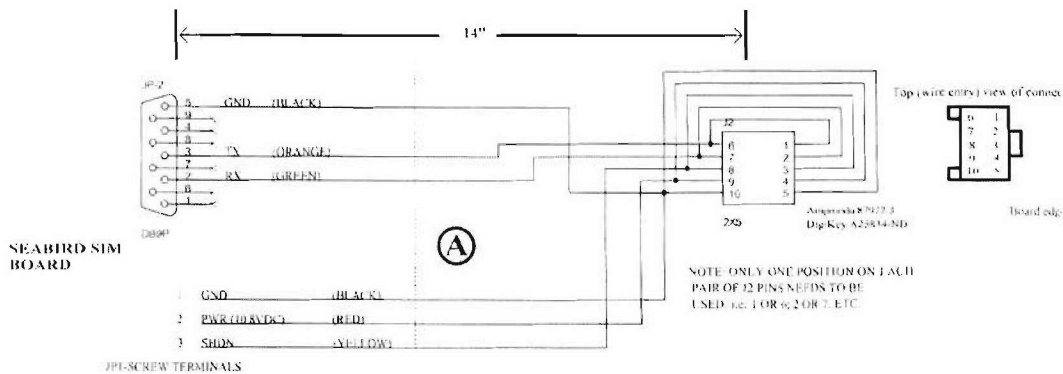 14"
JP-2
5 GND (BLACK)
9
4
8
3 TX (ORANGE)
7
2 RX (GREEN)
6
1
DB9P
SEABIRD SIM
BOARD
A
J2
6 1
7 2
8 3
9 4
10 5
2X5
Digi-Key A25834-ND
Top (wire entry) view of
6 1
7 2
8 3
9 4
10 5
Board
NOTE: ONLY ONE POSITION ON EACH
PAIR OF J2 PINS NEEDS TO BE
USED. i.e. 1 OR 6; 2 OR 7, ETC.
1 GND (BLACK)
2 PWR (10.8VDC) (RED)
3 SHDN (YELLOW)
JP1-SCREW TERMINALS